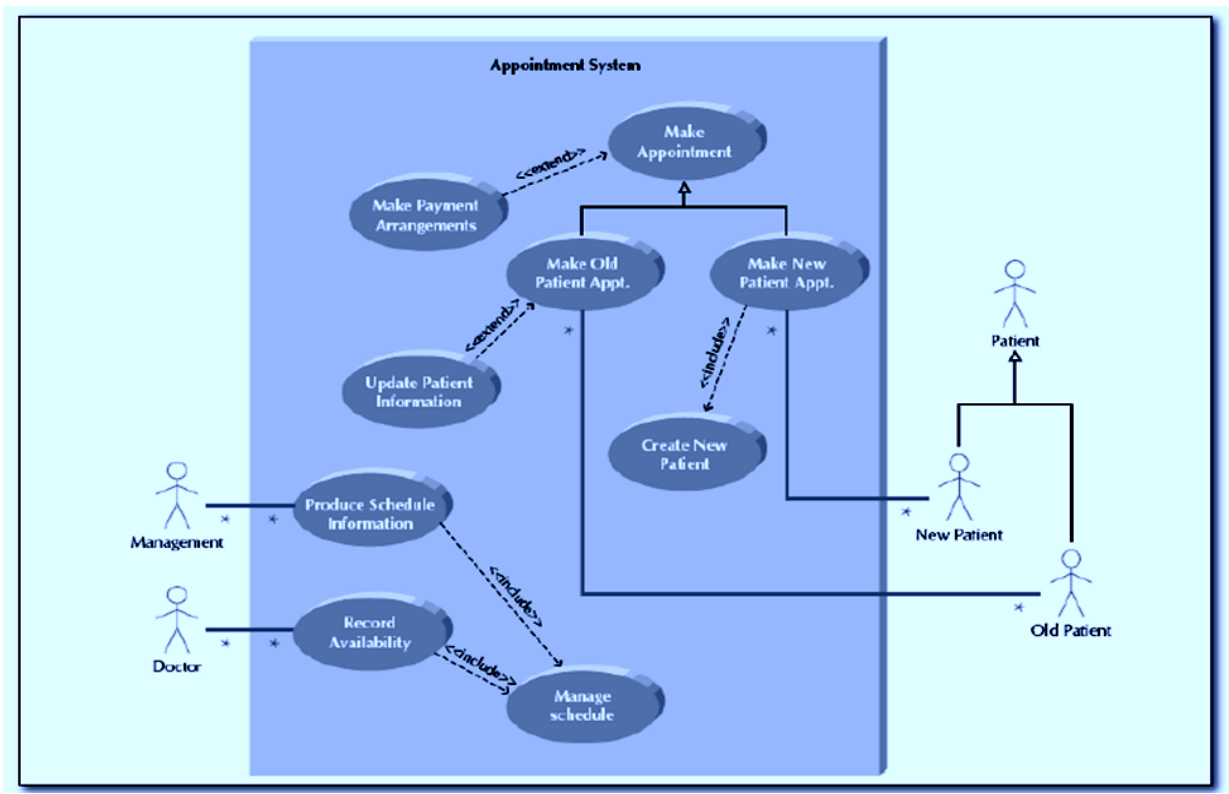 Appointment System
Make
Appointment
<<extend>>
Make Payment
Arrangements
Make Old
Patient Appt.
Make New
Patient Appt.
*
*
<<extend>>
<<include>>
Patient
Update Patient
Information
Create New
Patient
Produce Schedule
Information
*
*
*
Management
New Patient
<<include>>
Record
Availability
*
*
*
Old Patient
Doctor
<<include>>
Manage
schedule